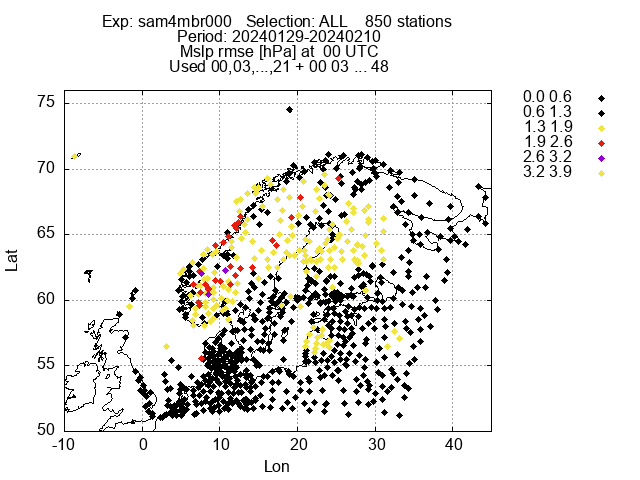 Exp: sam4mbr000 Selection: ALL 850 stations
Period: 20240129-20240210
Mslp rmse [hPa] at 00 UTC
Used 00,03,...,21 + 00 03 ... 48
0.0 0.6
0.6 1.3
1.3 1.9
1.9 2.6
2.6 3.2
3.2 3.9
75
70
65
60
55
50
Lat
-10 0 10 20 30 40
Lon